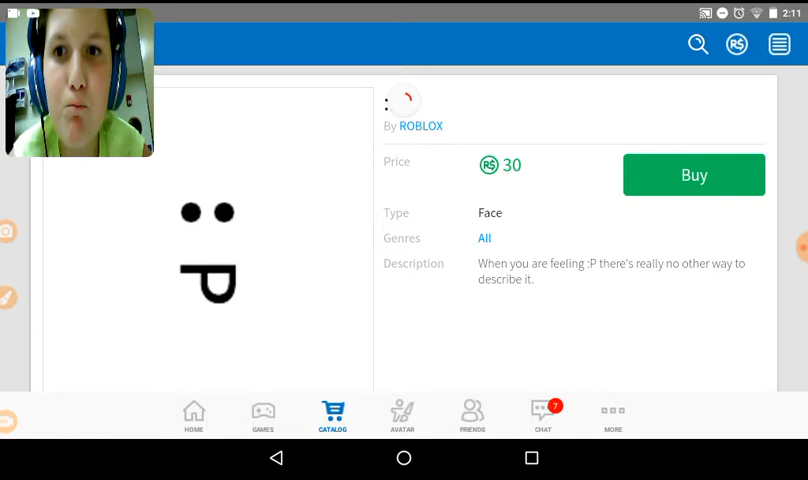 2:11
R$
:
By ROBLOX
Price R$ 30 Buy
Type Face
Genres All
Description When you are feeling :P there's really no other way to
describe it.
P
HOME GAMES CATALOG AVATAR FRIENDS CHAT 7 MORE